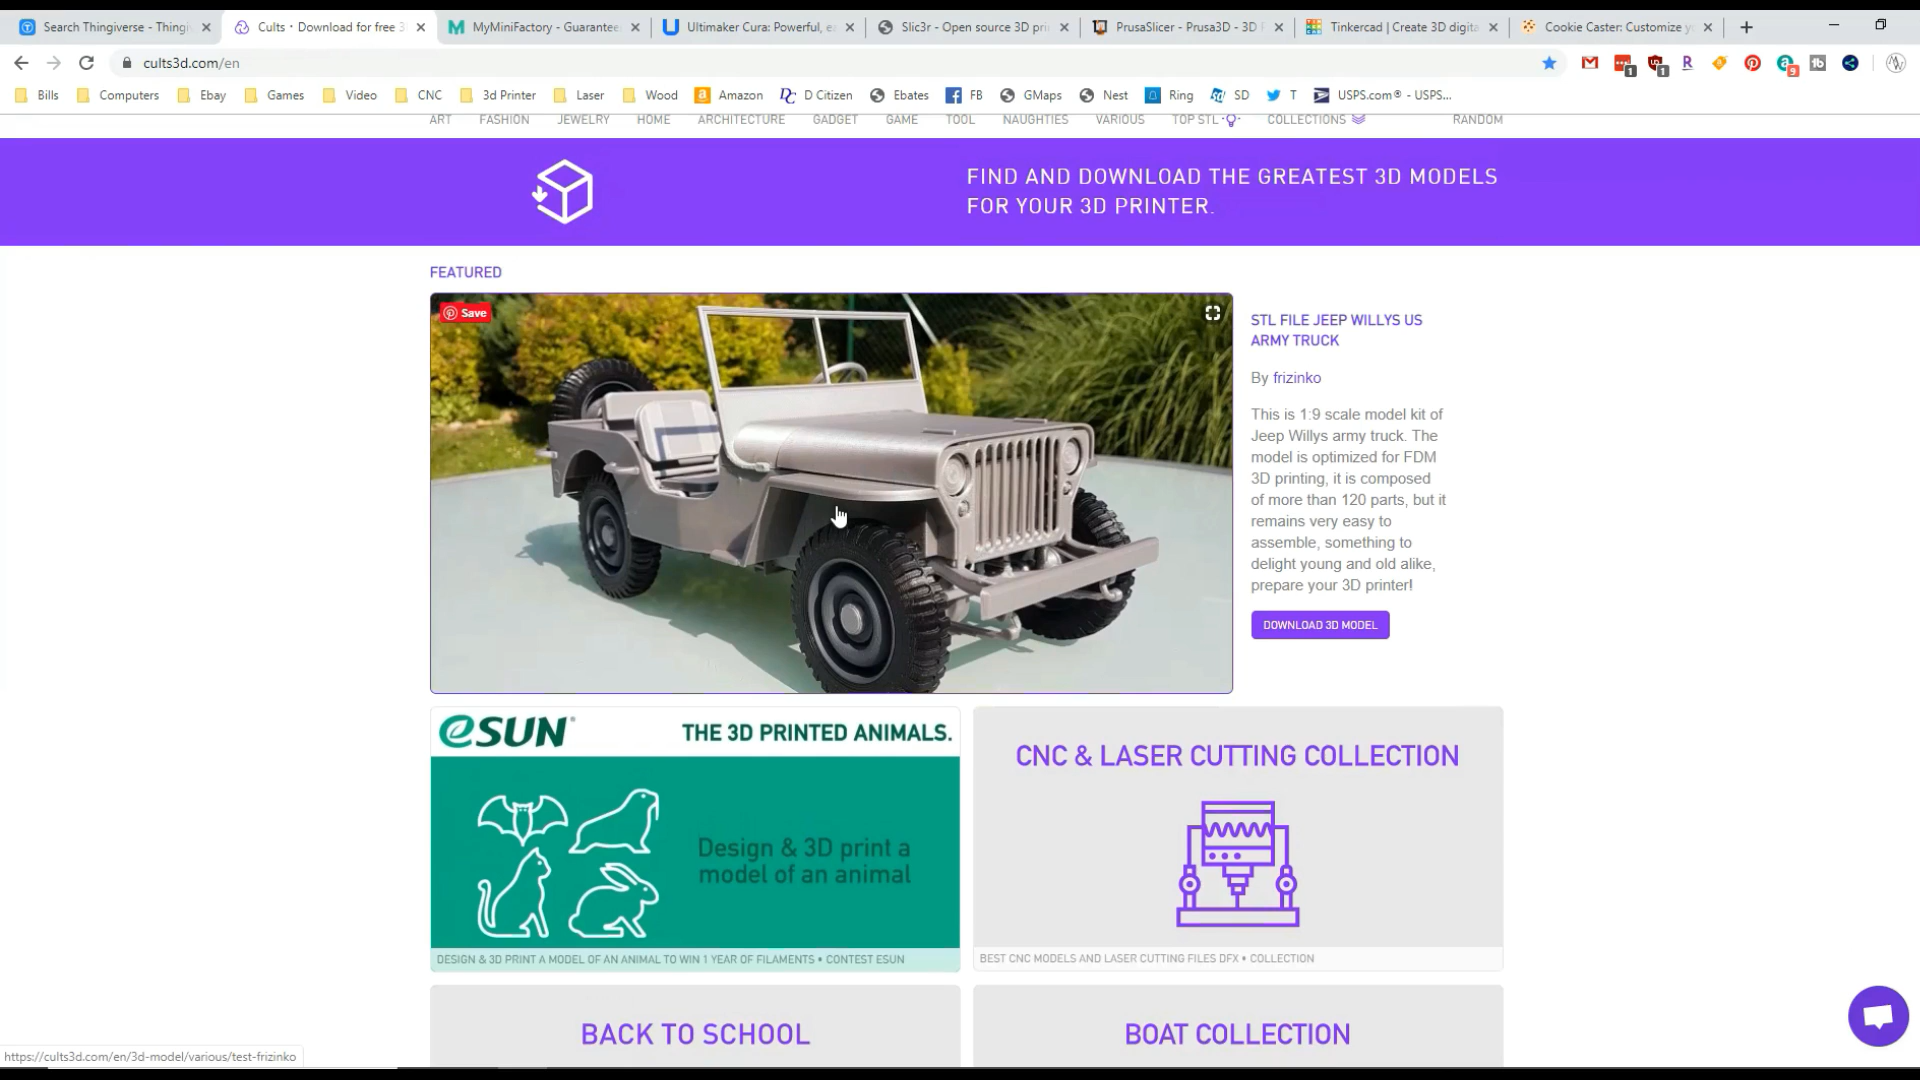 Search Thingiverse - Thingi
Cults · Download for free 3
MyMiniFactory - Guarantee
Ultimaker Cura: Powerful, e
Slic3r - Open source 3D pri
PrusaSlicer - Prusa3D - 3D
Tinkercad | Create 3D digita
Cookie Caster: Customize y
cults3d.com/en
Bills Computers Ebay Games Video CNC 3d Printer Laser Wood Amazon D Citizen Ebates FB GMaps Nest Ring SD T USPS.com® - USPS...
ART FASHION JEWELRY HOME ARCHITECTURE GADGET GAME TOOL NAUGHTIES VARIOUS TOP STL COLLECTIONS RANDOM
FIND AND DOWNLOAD THE GREATEST 3D MODELS
FOR YOUR 3D PRINTER.
FEATURED
Save
STL FILE JEEP WILLYS US
ARMY TRUCK
By frizinko
This is 1:9 scale model kit of
Jeep Willys army truck. The
model is optimized for FDM
3D printing, it is composed
of more than 120 parts, but it
remains very easy to
assemble, something to
delight young and old alike,
prepare your 3D printer!
DOWNLOAD 3D MODEL
eSUN® THE 3D PRINTED ANIMALS.
Design & 3D print a
model of an animal
DESIGN & 3D PRINT A MODEL OF AN ANIMAL TO WIN 1 YEAR OF FILAMENTS • CONTEST ESUN
CNC & LASER CUTTING COLLECTION
BEST CNC MODELS AND LASER CUTTING FILES DFX • COLLECTION
BACK TO SCHOOL
BOAT COLLECTION
https://cults3d.com/en/3d-model/various/test-frizinko